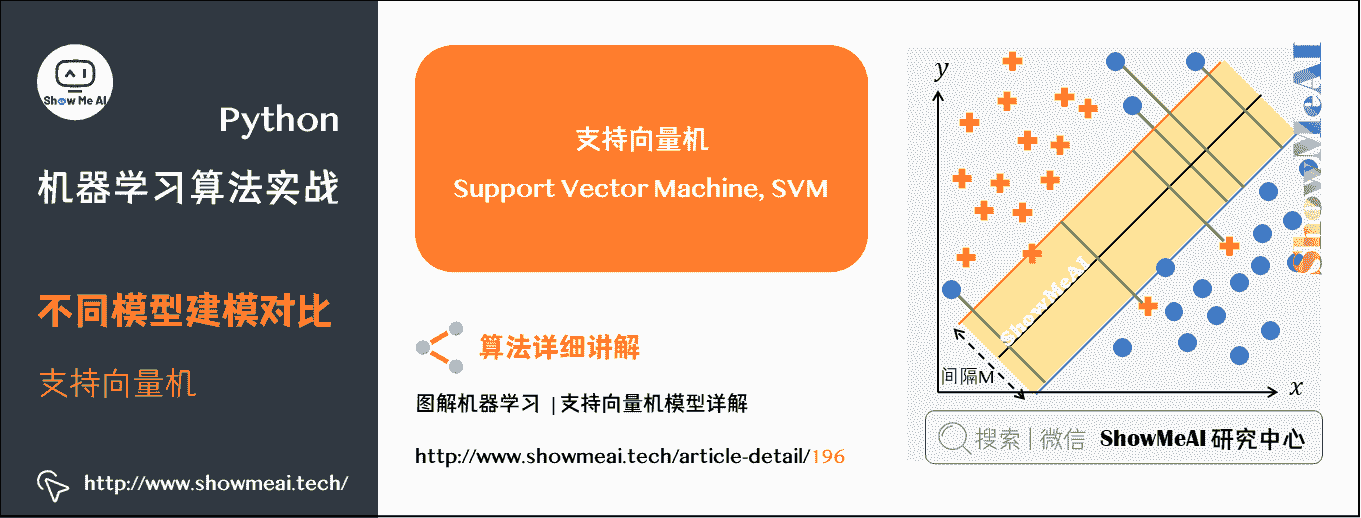 Show Me AI
Python
机器学习算法实战
不同模型建模对比
支持向量机
http://www.showmeai.tech/
支持向量机
Support Vector Machine, SVM
算法详细讲解
图解机器学习 | 支持向量机模型详解
http://www.showmeai.tech/article-detail/196
y
ShowMeAI
ShowMeAI
间隔M
x
搜索 | 微信 ShowMeAI 研究中心